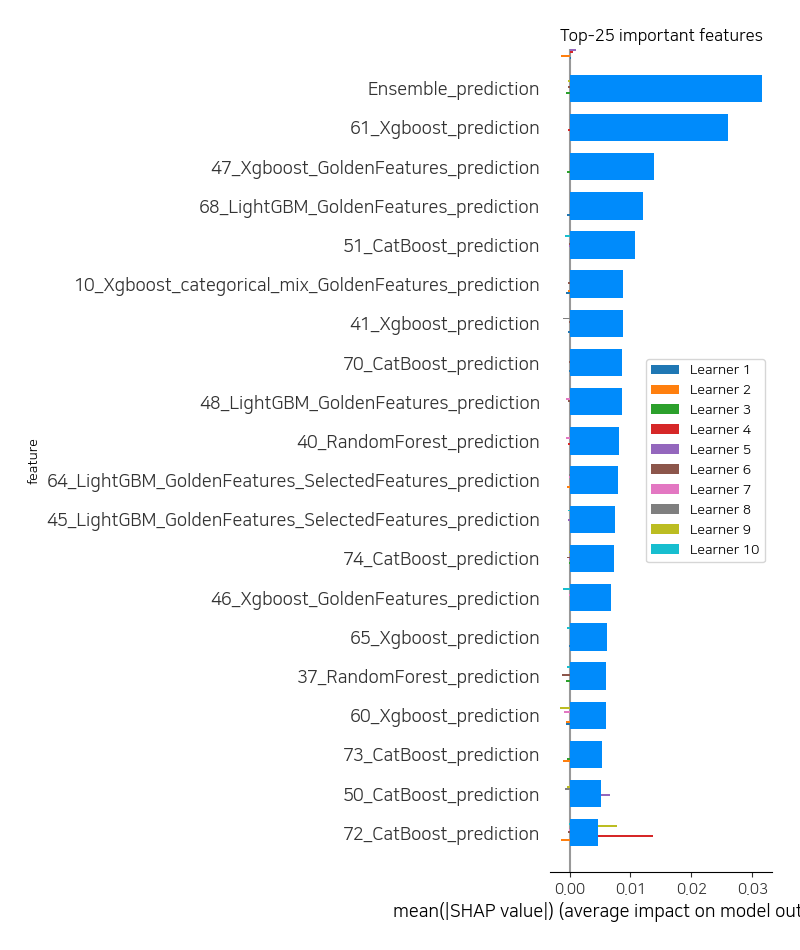 Top-25 important features
Ensemble_prediction
61_Xgboost_prediction
47_Xgboost_GoldenFeatures_prediction
68_LightGBM_GoldenFeatures_prediction
51_CatBoost_prediction
10_Xgboost_categorical_mix_GoldenFeatures_prediction
41_Xgboost_prediction
70_CatBoost_prediction
48_LightGBM_GoldenFeatures_prediction
40_RandomForest_prediction
64_LightGBM_GoldenFeatures_SelectedFeatures_prediction
45_LightGBM_GoldenFeatures_SelectedFeatures_prediction
74_CatBoost_prediction
46_Xgboost_GoldenFeatures_prediction
65_Xgboost_prediction
37_RandomForest_prediction
60_Xgboost_prediction
73_CatBoost_prediction
50_CatBoost_prediction
72_CatBoost_prediction
feature
Learner 1
Learner 2
Learner 3
Learner 4
Learner 5
Learner 6
Learner 7
Learner 8
Learner 9
Learner 10
0.00 0.01 0.02 0.03
mean(|SHAP value|) (average impact on model out